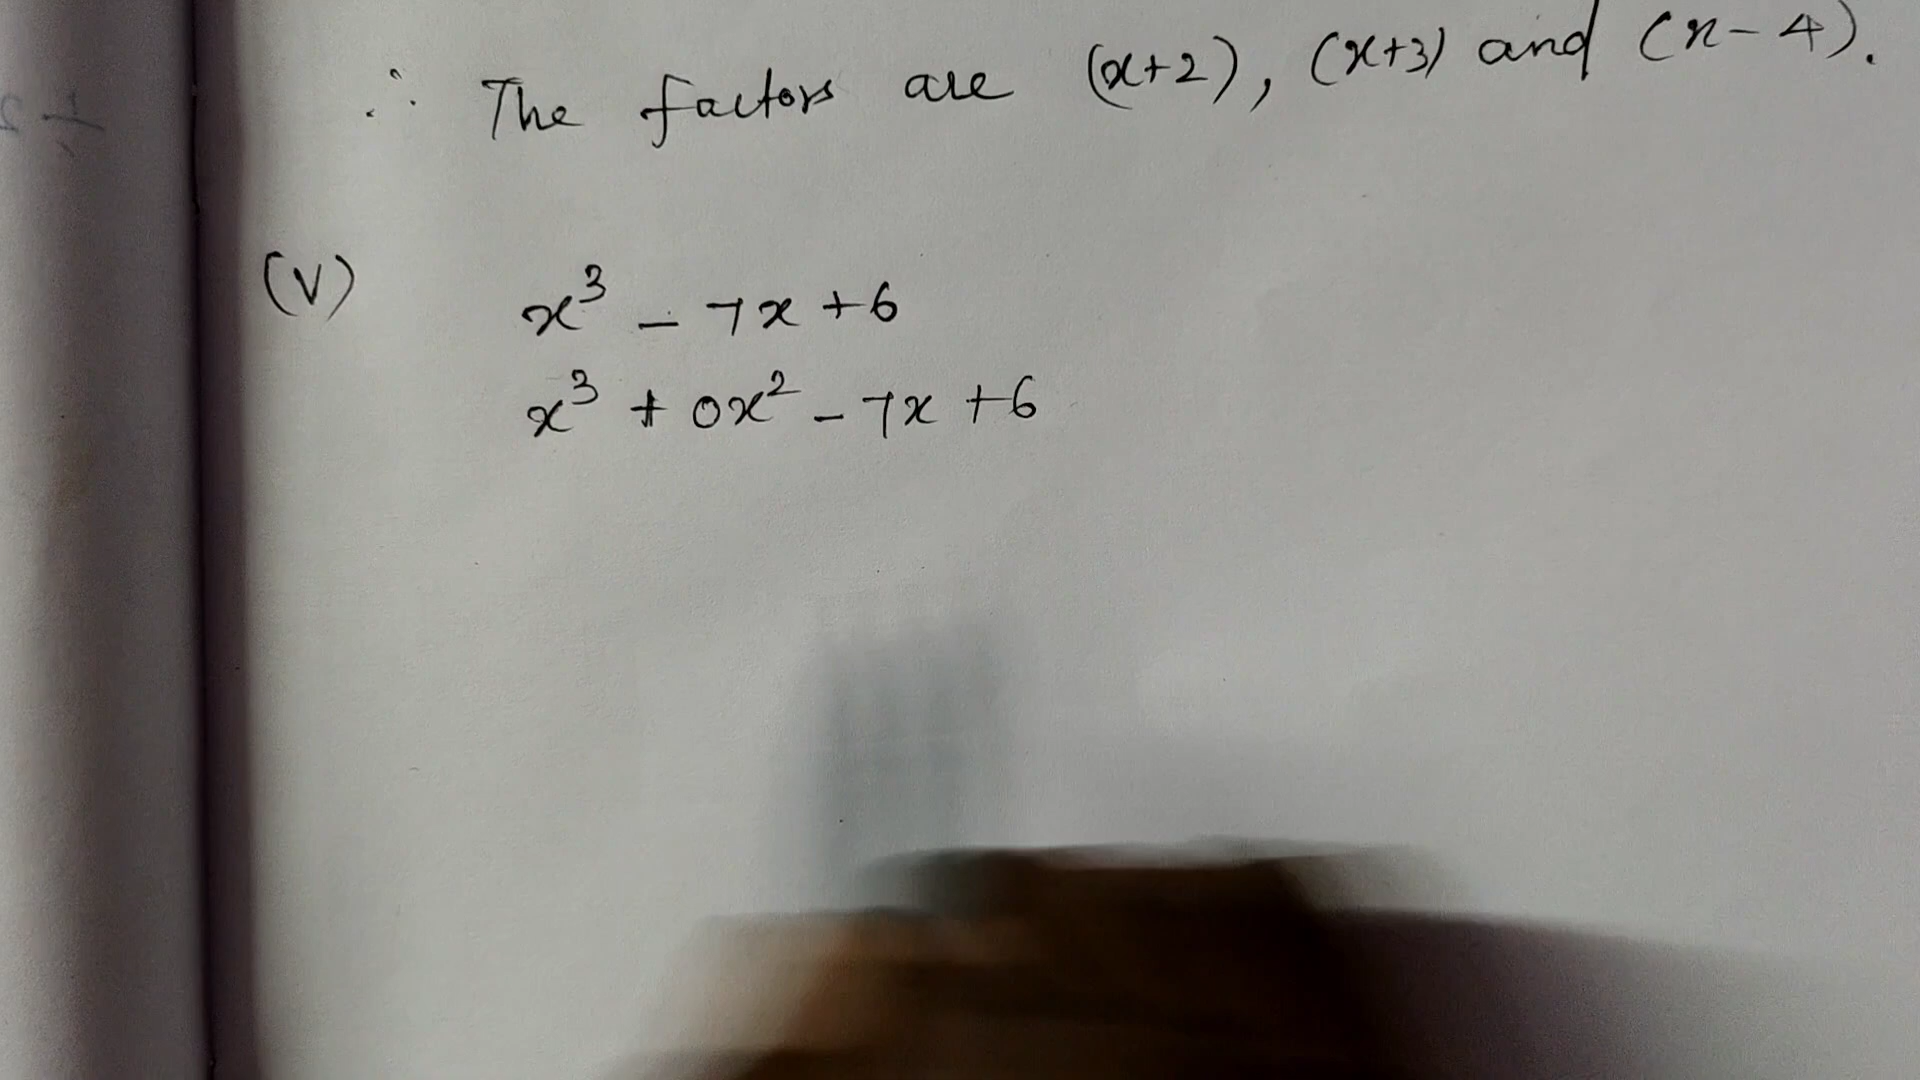 ∴ The factors are (x+2), (x+3) and (x-4).
(V) x³ - 7x + 6
x³ + 0x² - 7x + 6